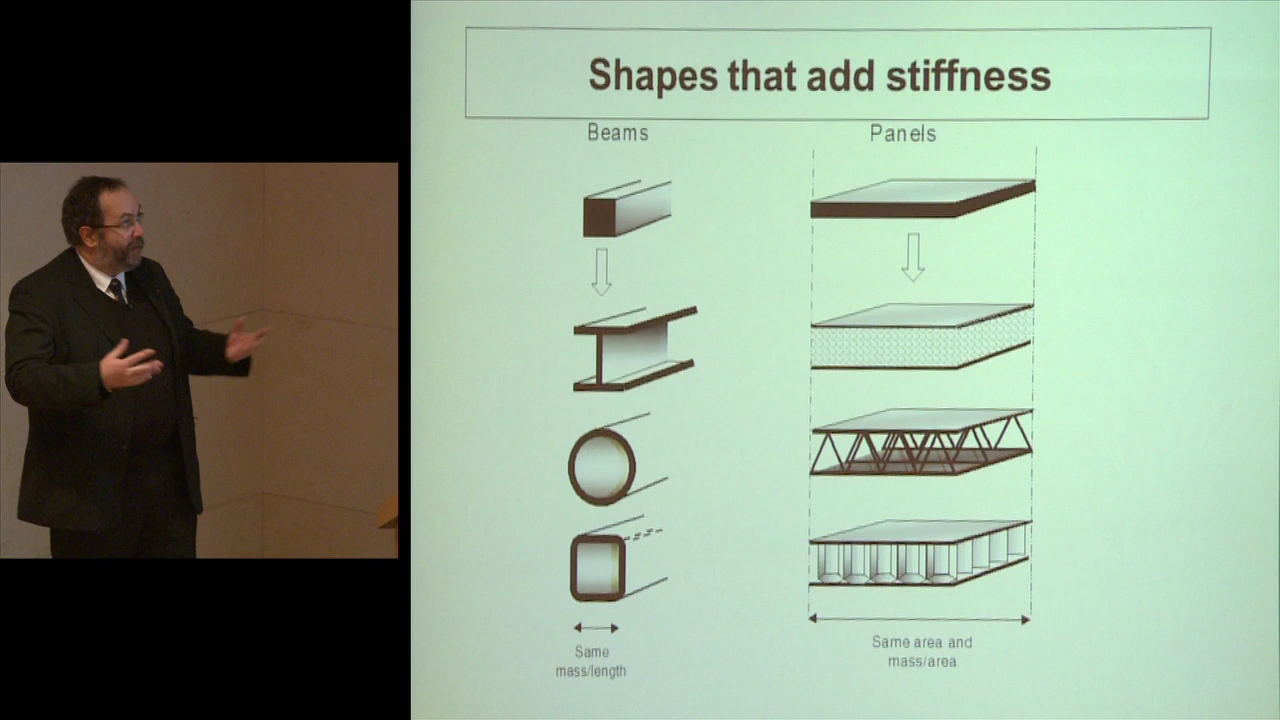 Shapes that add stiffness
Beams
Panels
Same
mass/length
Same area and
mass/area